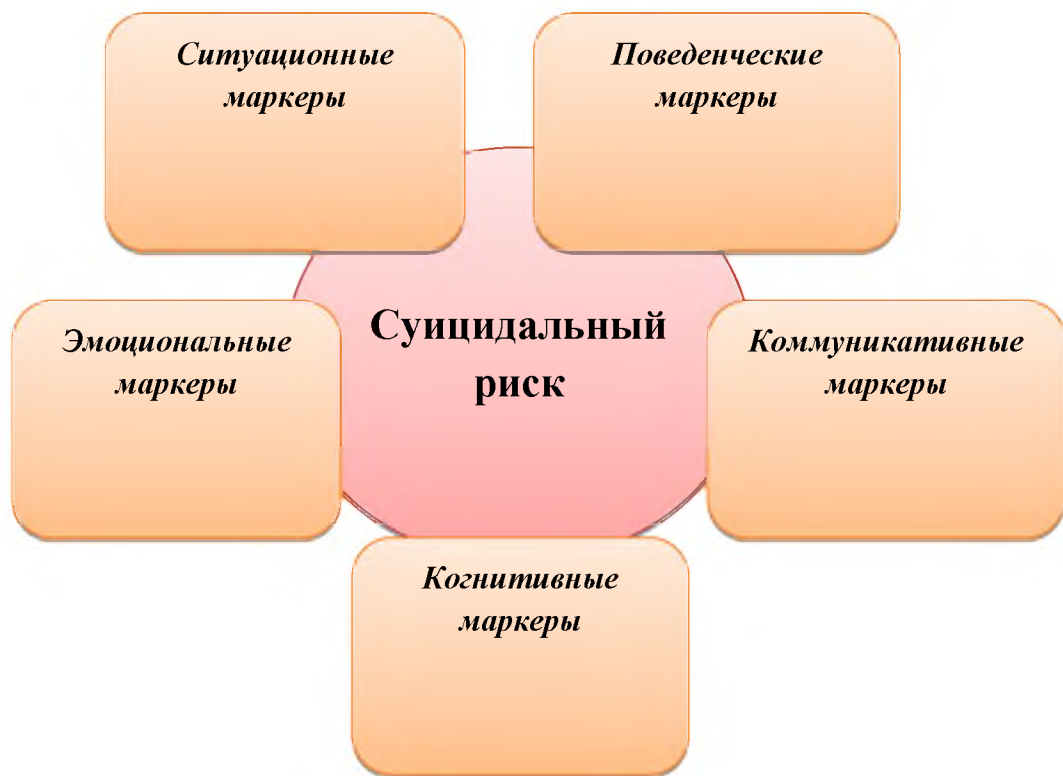 Ситуационные
маркеры
Поведенческие
маркеры
Эмоциональные
маркеры
Суицидальный
риск
Коммуникативные
маркеры
Когнитивные
маркеры